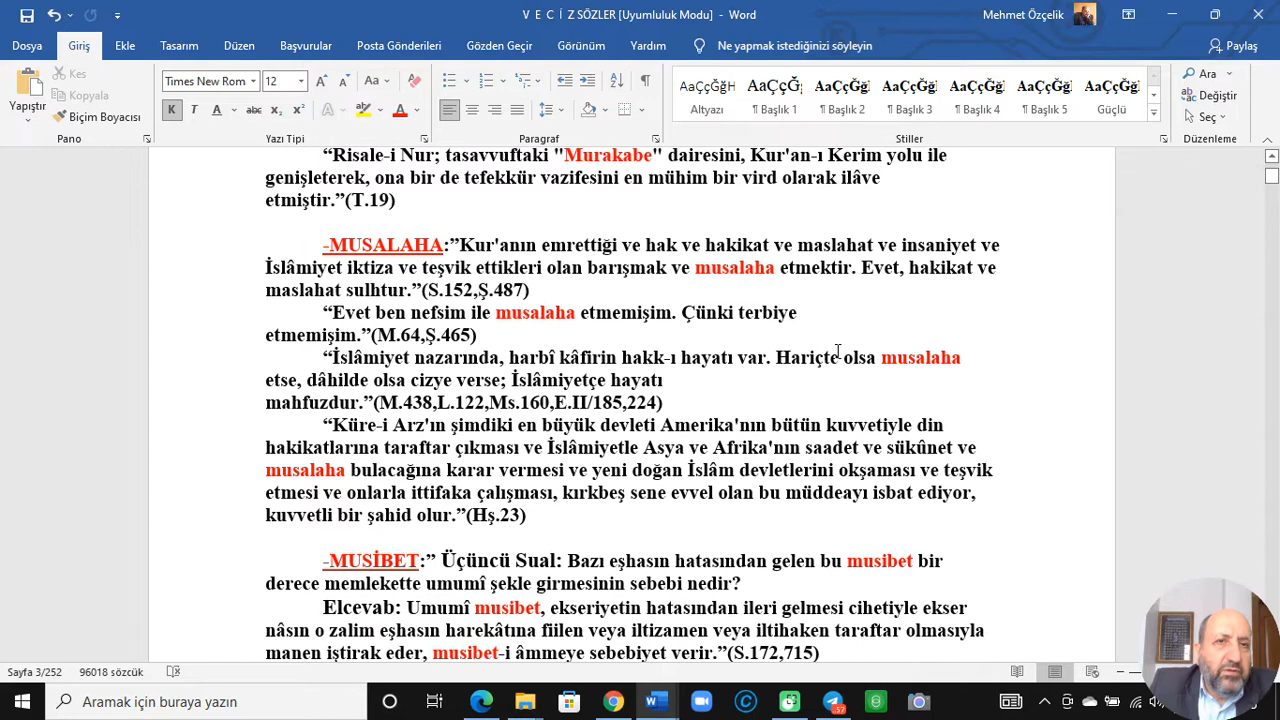 V E C İ Z SÖZLER [Uyumluluk Modu] - Word
Mehmet Özçelik
Dosya Giriş Ekle Tasarım Düzen Başvurular Posta Gönderileri Gözden Geçir Görünüm Yardım Ne yapmak istediğinizi söyleyin Paylaş
Yapıştır
Kes
Kopyala
Biçim Boyacısı
Pano
Times New Rom 12
K T A abc x₂ x²
Yazı Tipi
Paragraf
AaÇçĞğH AaÇçĞ AaÇçĞğ AaÇçĞğ AaÇçĞğ AaÇçĞğ AaÇçĞğH
Altyazı ¶ Başlık 1 ¶ Başlık 2 ¶ Başlık 3 ¶ Başlık 4 ¶ Başlık 5 Güçlü
Stiller
Ara
Değiştir
Seç
Düzenleme
“Risale-i Nur; tasavvuftaki "Murakabe" dairesini, Kur'an-ı Kerim yolu ile
genişleterek, ona bir de tefekkür vazifesini en mühim bir vird olarak ilâve
etmiştir.”(T.19)
-MUSALAHA:”Kur'anın emrettiği ve hak ve hakikat ve maslahat ve insaniyet ve
İslâmiyet iktiza ve teşvik ettikleri olan barışmak ve musalaha etmektir. Evet, hakikat ve
maslahat sulhtur.”(S.152,Ş.487)
“Evet ben nefsim ile musalaha etmemişim. Çünki terbiye
etmemişim.”(M.64,Ş.465)
“İslâmiyet nazarında, harbî kâfirin hakk-ı hayatı var. Hariçte olsa musalaha
etse, dâhilde olsa cizye verse; İslâmiyetçe hayatı
mahfuzdur.”(M.438,L.122,Ms.160,E.II/185,224)
“Küre-i Arz'ın şimdiki en büyük devleti Amerika'nın bütün kuvvetiyle din
hakikatlarına taraftar çıkması ve İslâmiyetle Asya ve Afrika'nın saadet ve sükûnet ve
musalaha bulacağına karar vermesi ve yeni doğan İslâm devletlerini okşaması ve teşvik
etmesi ve onlarla ittifaka çalışması, kırkbeş sene evvel olan bu müddeayı isbat ediyor,
kuvvetli bir şahid olur.”(Hş.23)
-MUSİBET:” Üçüncü Sual: Bazı eşhasın hatasından gelen bu musibet bir
derece memlekette umumî şekle girmesinin sebebi nedir?
Elcevab: Umumî musibet, ekseriyetin hatasından ileri gelmesi cihetiyle ekser
nâsın o zalim eşhasın harekâtına fiilen veya iltizamen veya iltihaken taraftar olmasıyla
manen iştirak eder, musibet-i âmmeye sebebiyet verir.”(S.172,715)
Sayfa 3/252 96018 sözcük
Aramak için buraya yazın